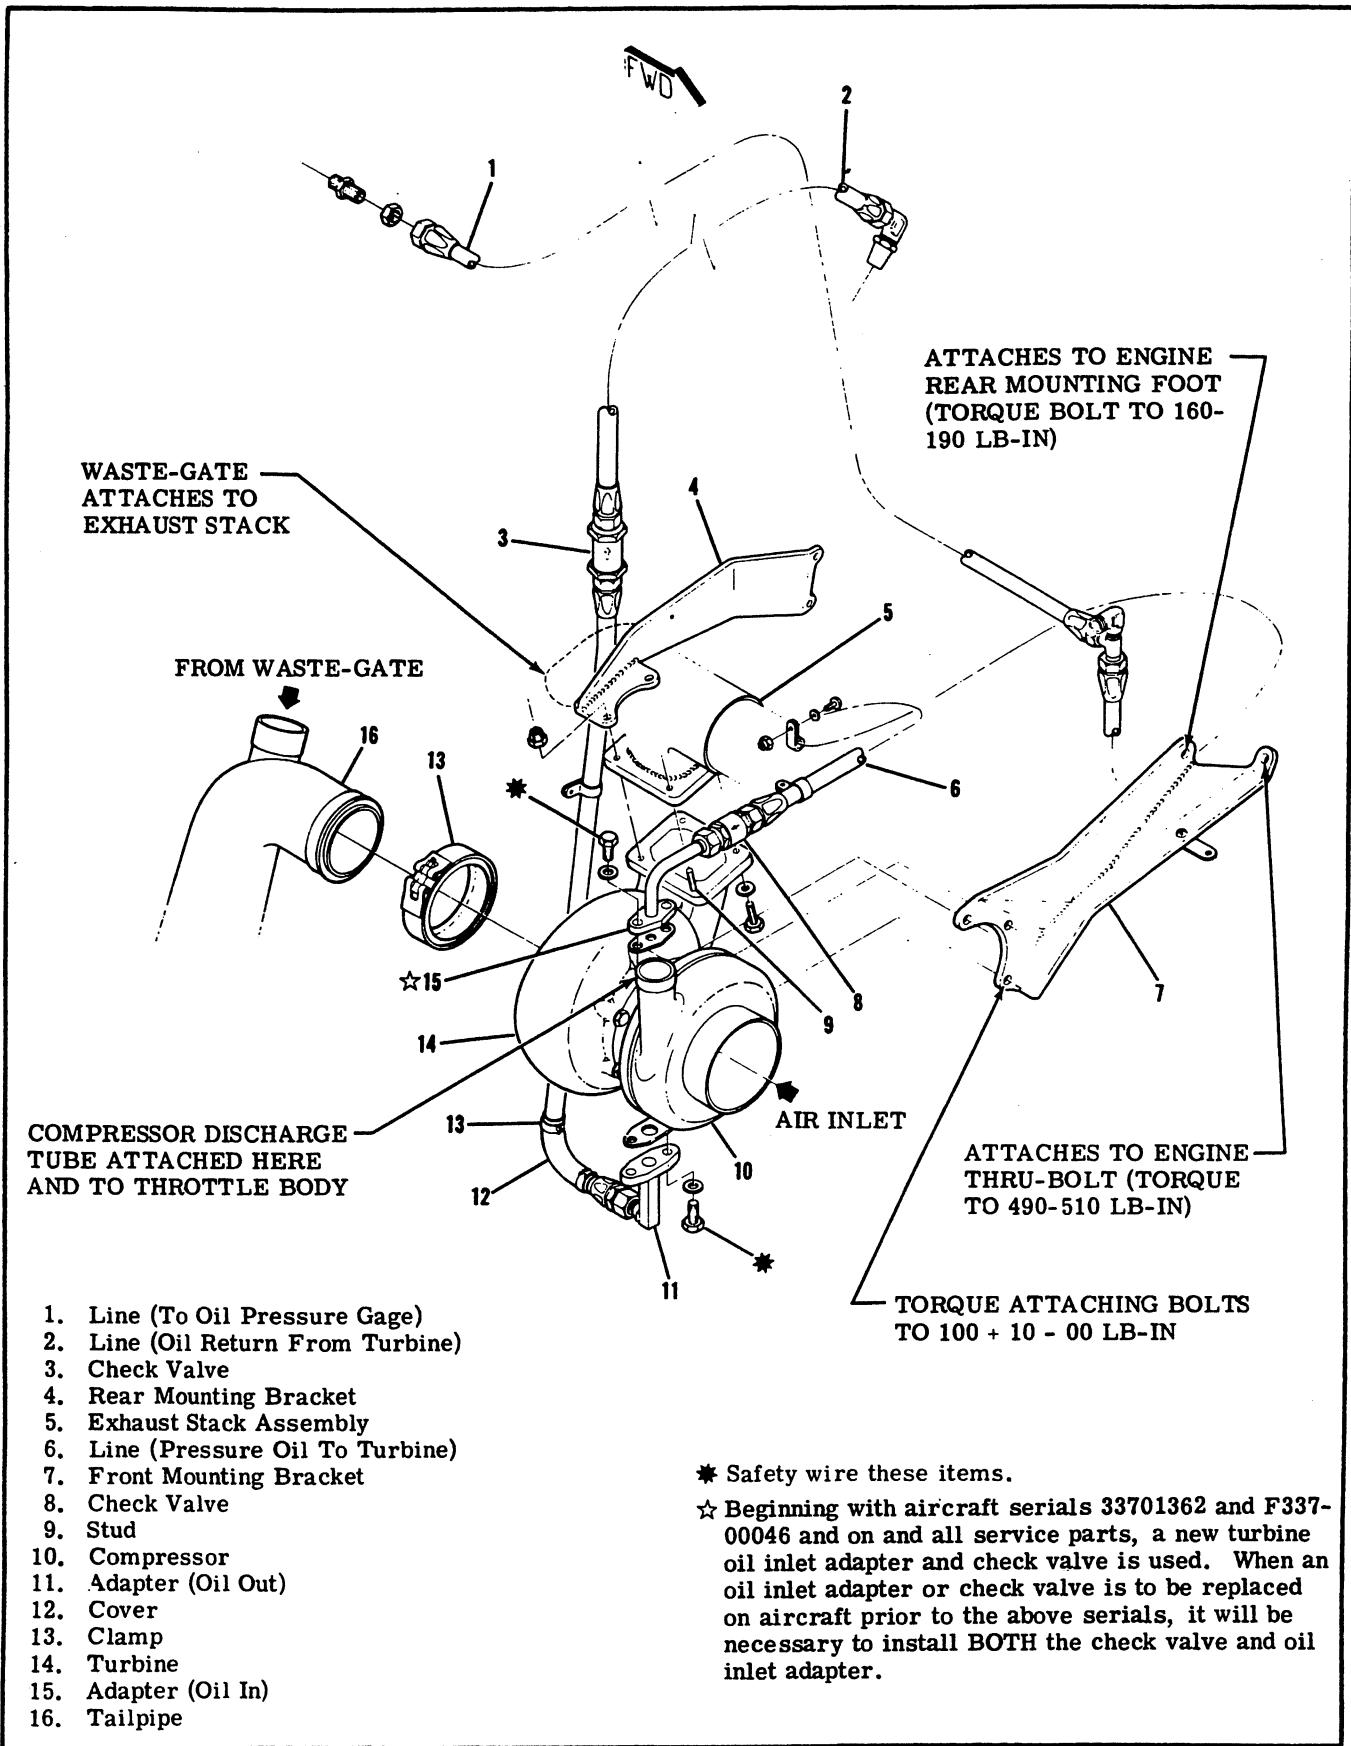 FWD
1
2
ATTACHES TO ENGINE
REAR MOUNTING FOOT
(TORQUE BOLT TO 160-
190 LB-IN)
WASTE-GATE
ATTACHES TO
EXHAUST STACK
4
3
5
FROM WASTE-GATE
16
13
6
☆15
8
9
7
14
COMPRESSOR DISCHARGE
TUBE ATTACHED HERE
AND TO THROTTLE BODY
13
AIR INLET
10
12
11
ATTACHES TO ENGINE
THRU-BOLT (TORQUE
TO 490-510 LB-IN)
TORQUE ATTACHING BOLTS
TO 100 + 10 - 00 LB-IN
1. Line (To Oil Pressure Gage)
2. Line (Oil Return From Turbine)
3. Check Valve
4. Rear Mounting Bracket
5. Exhaust Stack Assembly
6. Line (Pressure Oil To Turbine)
7. Front Mounting Bracket
8. Check Valve
9. Stud
10. Compressor
11. Adapter (Oil Out)
12. Cover
13. Clamp
14. Turbine
15. Adapter (Oil In)
16. Tailpipe
✱ Safety wire these items.
☆ Beginning with aircraft serials 33701362 and F337-
00046 and on and all service parts, a new turbine
oil inlet adapter and check valve is used. When an
oil inlet adapter or check valve is to be replaced
on aircraft prior to the above serials, it will be
necessary to install BOTH the check valve and oil
inlet adapter.